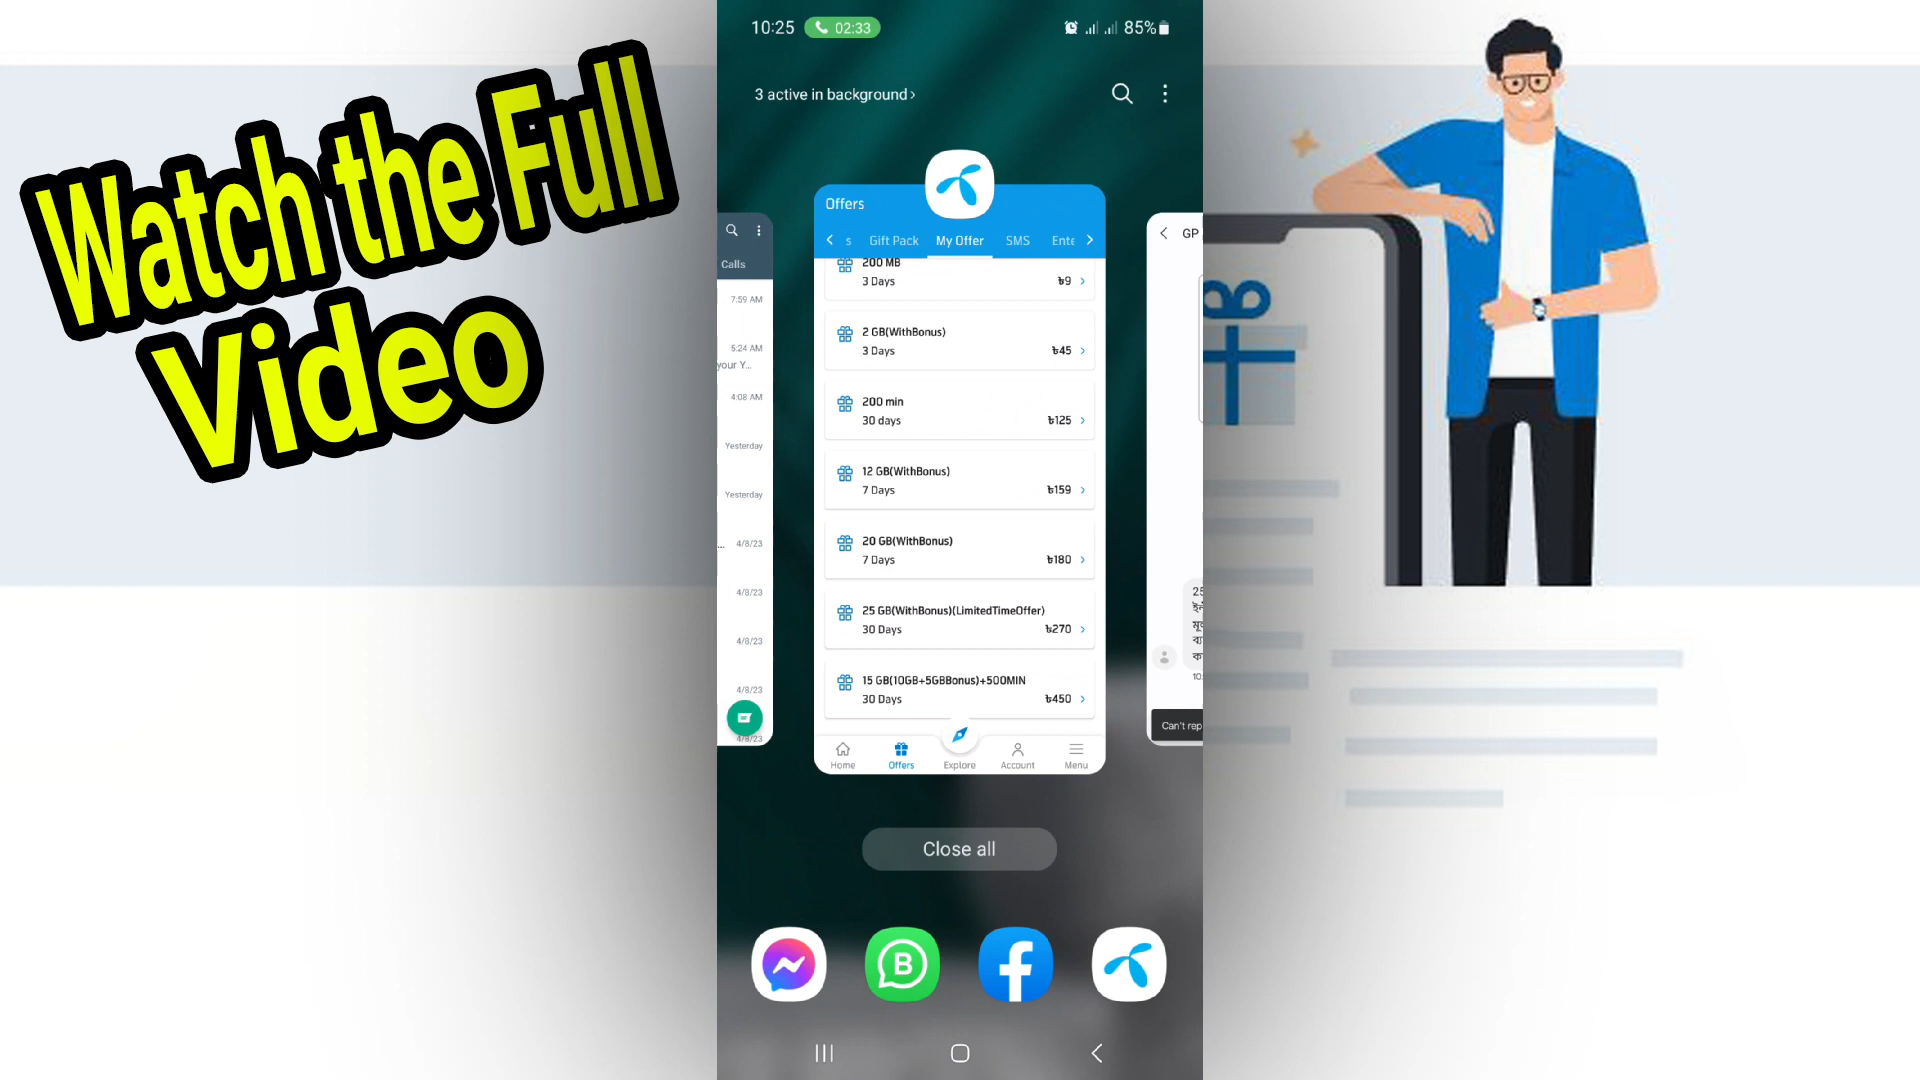 Watch the Full
Video
10:25
02:33
85%
3 active in background ›
Calls
7:59 AM
5:24 AM
your Y...
4:08 AM
Yesterday
Yesterday
... 4/8/23
4/8/23
4/8/23
4/8/23
4/8/23
Offers
s Gift Pack My Offer SMS Ente
200 MB
3 Days ৳9
2 GB(WithBonus)
3 Days ৳45
200 min
30 days ৳125
12 GB(WithBonus)
7 Days ৳159
20 GB(WithBonus)
7 Days ৳180
25 GB(WithBonus)(LimitedTimeOffer)
30 Days ৳270
15 GB(10GB+5GBBonus)+500MIN
30 Days ৳450
Home Offers Explore Account Menu
GP
25
10:
Can't rep
Close all
B
৳